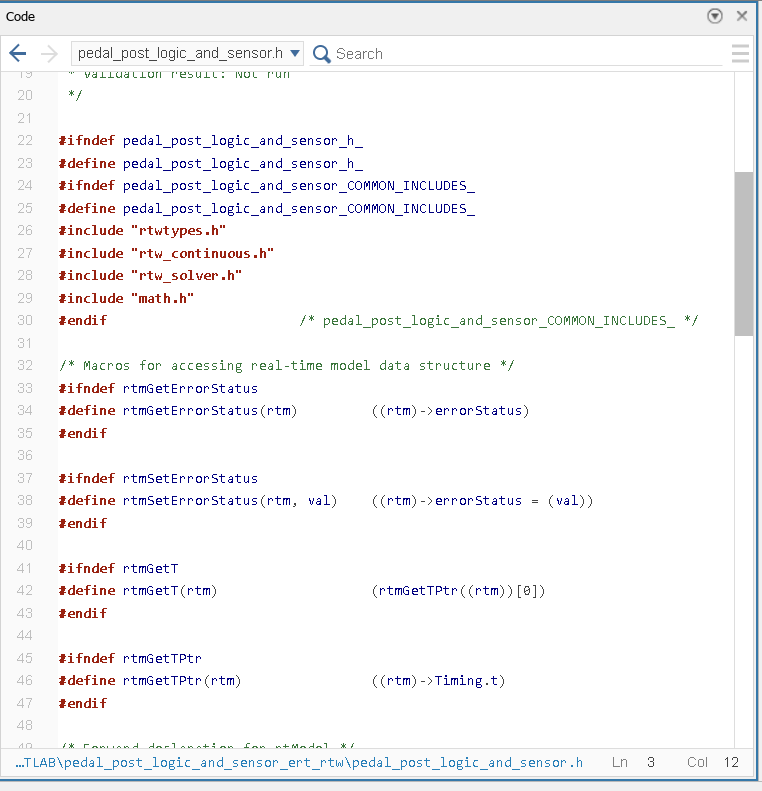 Code
pedal_post_logic_and_sensor.h
Search
19 * Validation result: Not run
20 */
21
22 #ifndef pedal_post_logic_and_sensor_h_
23 #define pedal_post_logic_and_sensor_h_
24 #ifndef pedal_post_logic_and_sensor_COMMON_INCLUDES_
25 #define pedal_post_logic_and_sensor_COMMON_INCLUDES_
26 #include "rtwtypes.h"
27 #include "rtw_continuous.h"
28 #include "rtw_solver.h"
29 #include "math.h"
30 #endif /* pedal_post_logic_and_sensor_COMMON_INCLUDES_ */
31
32 /* Macros for accessing real-time model data structure */
33 #ifndef rtmGetErrorStatus
34 #define rtmGetErrorStatus(rtm) ((rtm)->errorStatus)
35 #endif
36
37 #ifndef rtmSetErrorStatus
38 #define rtmSetErrorStatus(rtm, val) ((rtm)->errorStatus = (val))
39 #endif
40
41 #ifndef rtmGetT
42 #define rtmGetT(rtm) (rtmGetTPtr((rtm))[0])
43 #endif
44
45 #ifndef rtmGetTPtr
46 #define rtmGetTPtr(rtm) ((rtm)->Timing.t)
47 #endif
48
49 /* Forward declaration for rtModel */
…TLAB\pedal_post_logic_and_sensor_ert_rtw\pedal_post_logic_and_sensor.h Ln 3 Col 12